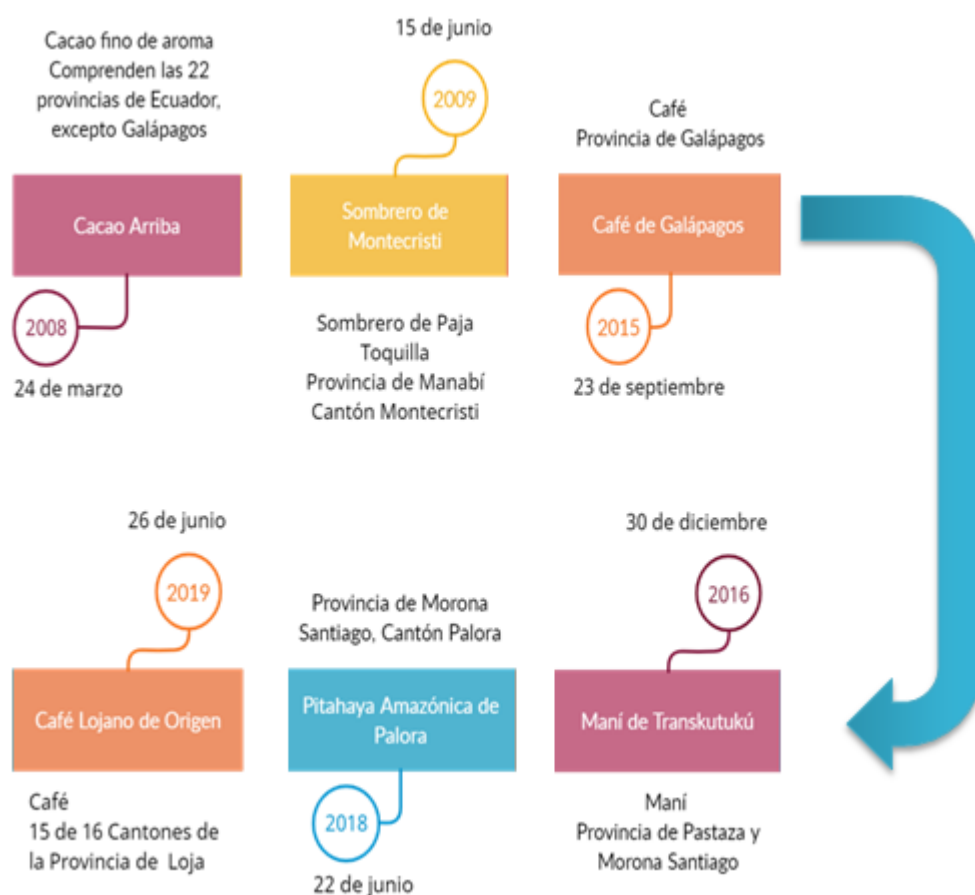 Cacao fino de aroma
Comprenden las 22
provincias de Ecuador,
excepto Galápagos
Cacao Arriba
2008
24 de marzo
15 de junio
2009
Sombrero de
Montecristi
Sombrero de Paja
Toquilla
Provincia de Manabí
Cantón Montecristi
Café
Provincia de Galápagos
Café de Galápagos
2015
23 de septiembre
30 de diciembre
2016
Maní de Transkutukú
Maní
Provincia de Pastaza y
Morona Santiago
Provincia de Morona
Santiago, Cantón Palora
Pitahaya Amazónica de
Palora
2018
22 de junio
26 de junio
2019
Café Lojano de Origen
Café
15 de 16 Cantones de
la Provincia de Loja